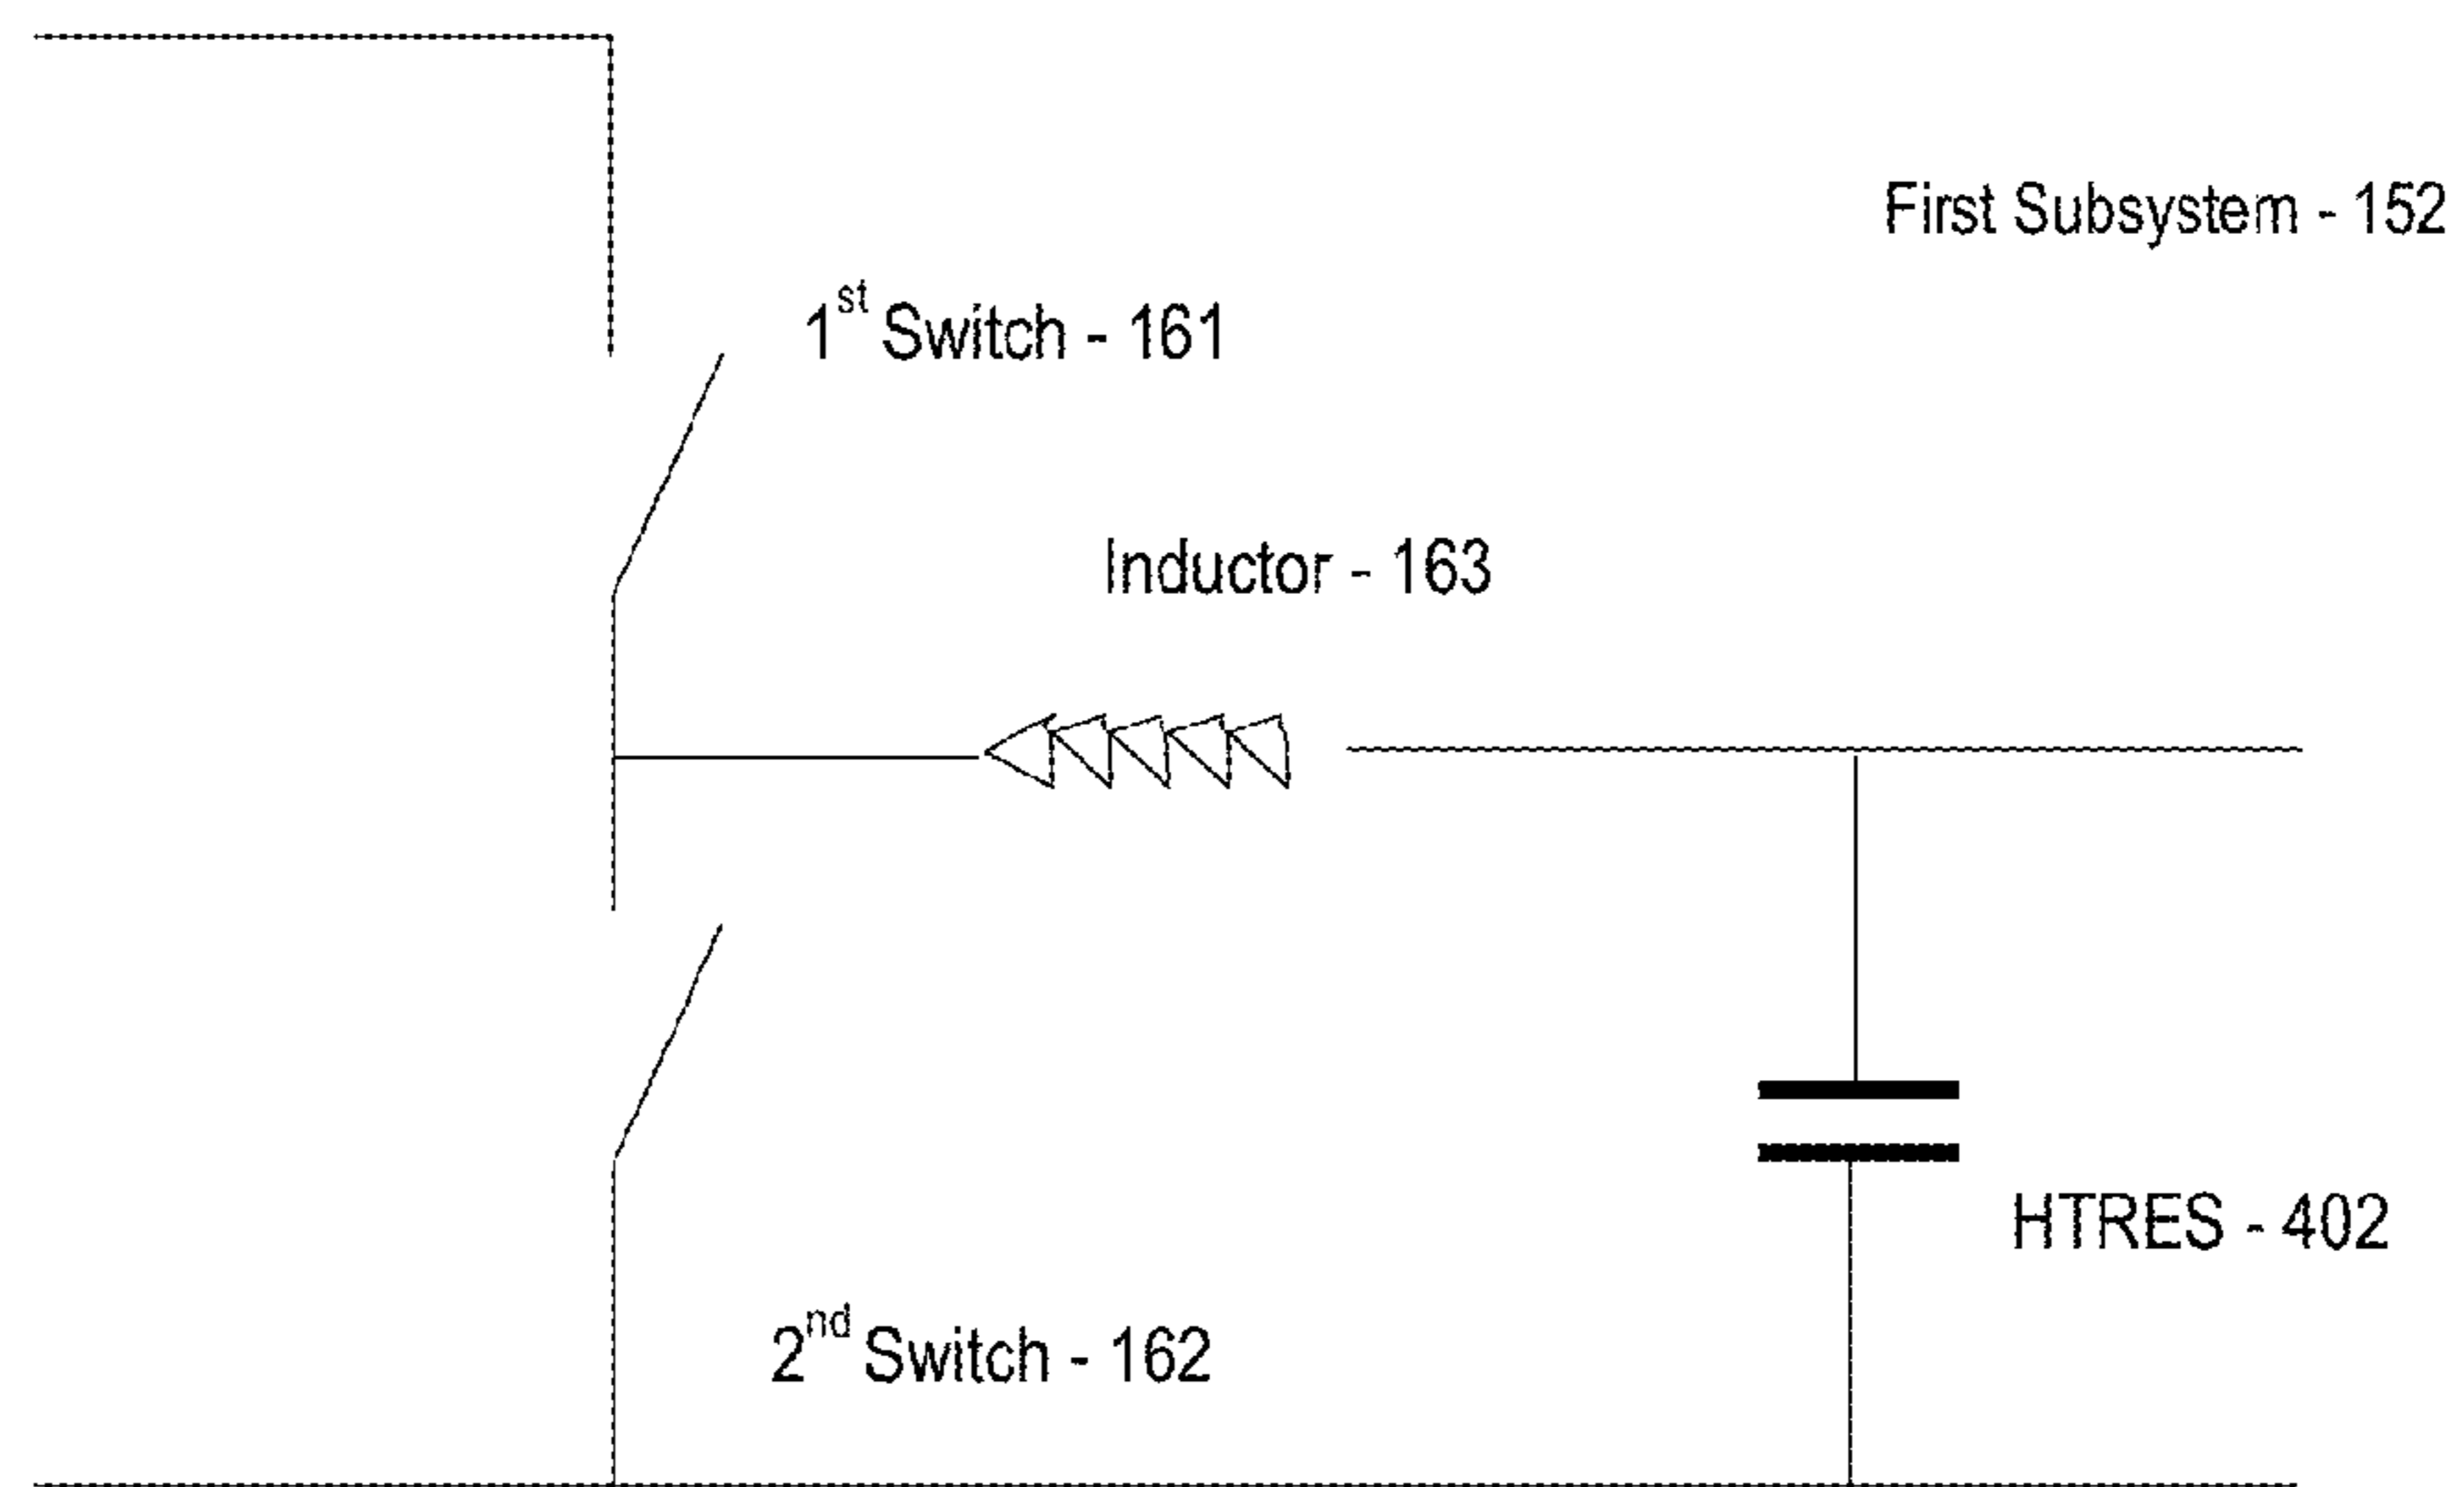 First Subsystem - 152
1st Switch - 161
Inductor - 163
HTRES - 402
2nd Switch - 162